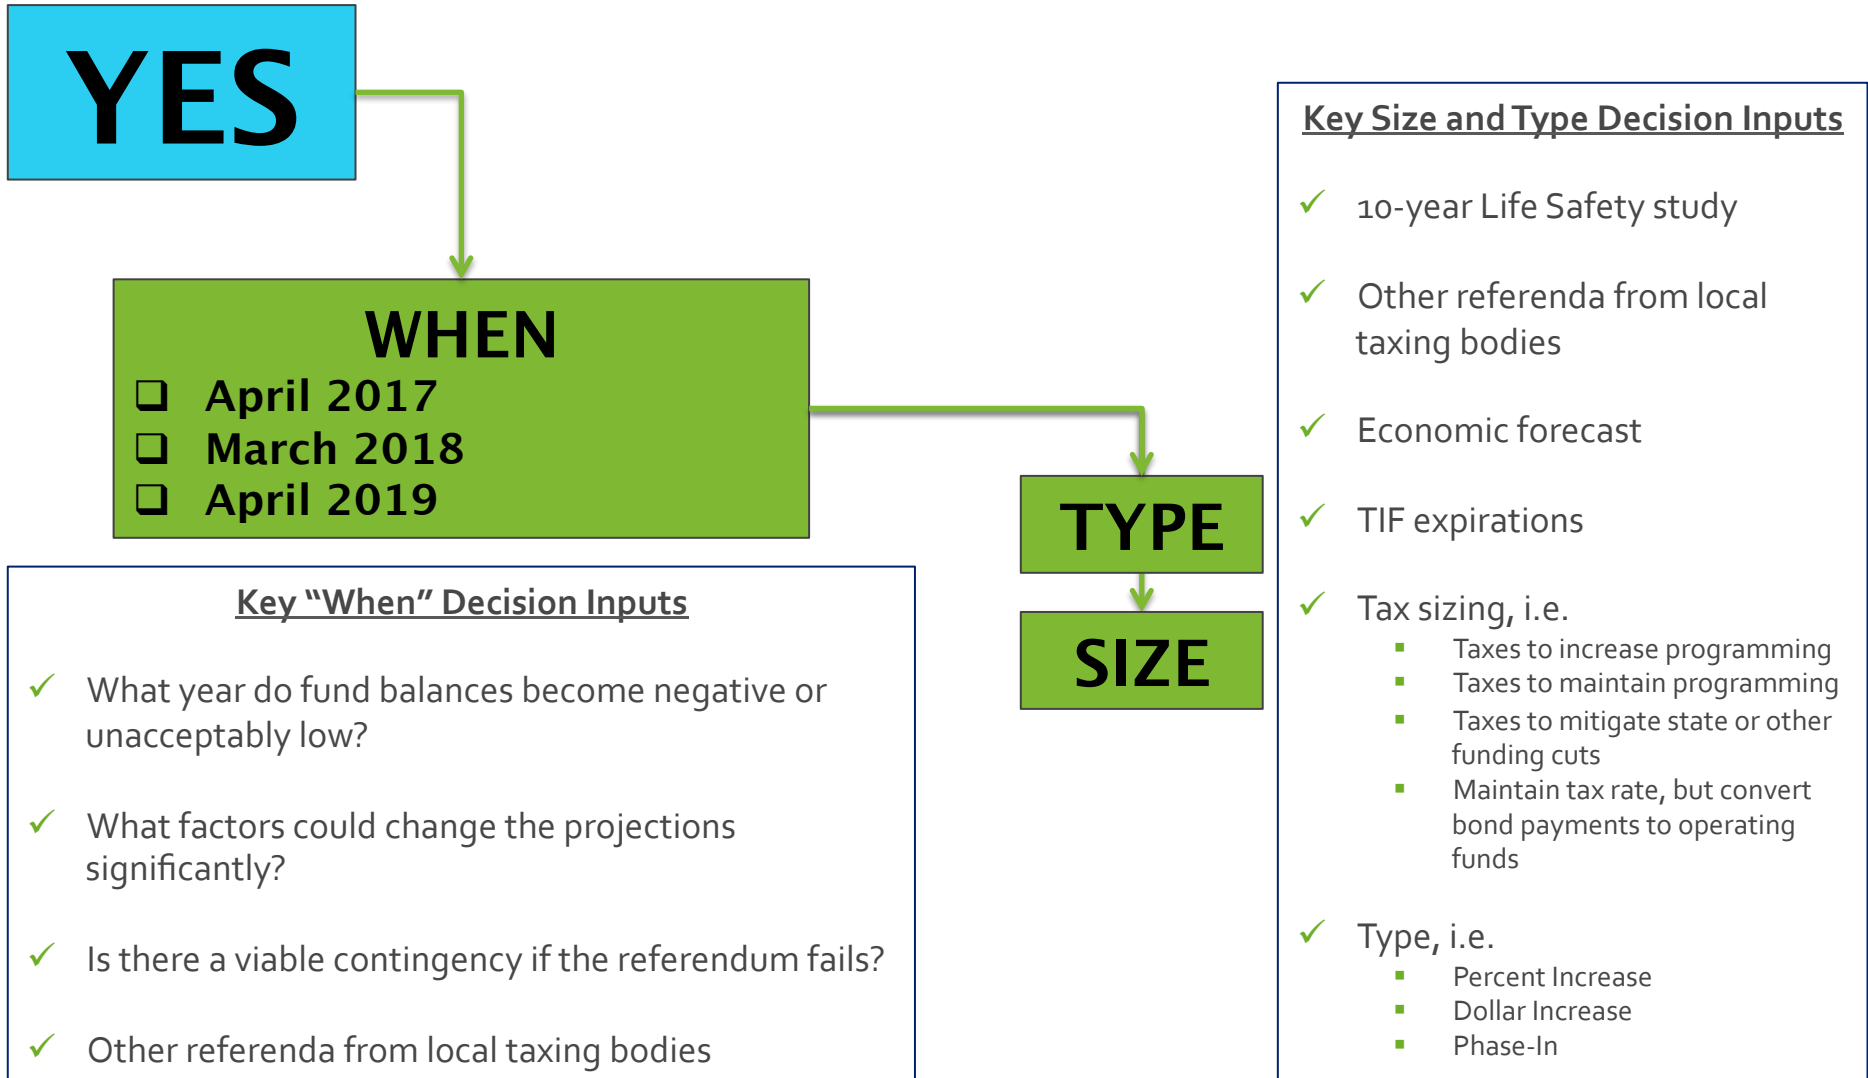 YES
WHEN
❑ April 2017
❑ March 2018
❑ April 2019
TYPE
SIZE
Key “When” Decision Inputs
✓ What year do fund balances become negative or
unacceptably low?
✓ What factors could change the projections
significantly?
✓ Is there a viable contingency if the referendum fails?
✓ Other referenda from local taxing bodies
Key Size and Type Decision Inputs
✓ 10-year Life Safety study
✓ Other referenda from local
taxing bodies
✓ Economic forecast
✓ TIF expirations
✓ Tax sizing, i.e.
▪ Taxes to increase programming
▪ Taxes to maintain programming
▪ Taxes to mitigate state or other
funding cuts
▪ Maintain tax rate, but convert
bond payments to operating
funds
✓ Type, i.e.
▪ Percent Increase
▪ Dollar Increase
▪ Phase-In